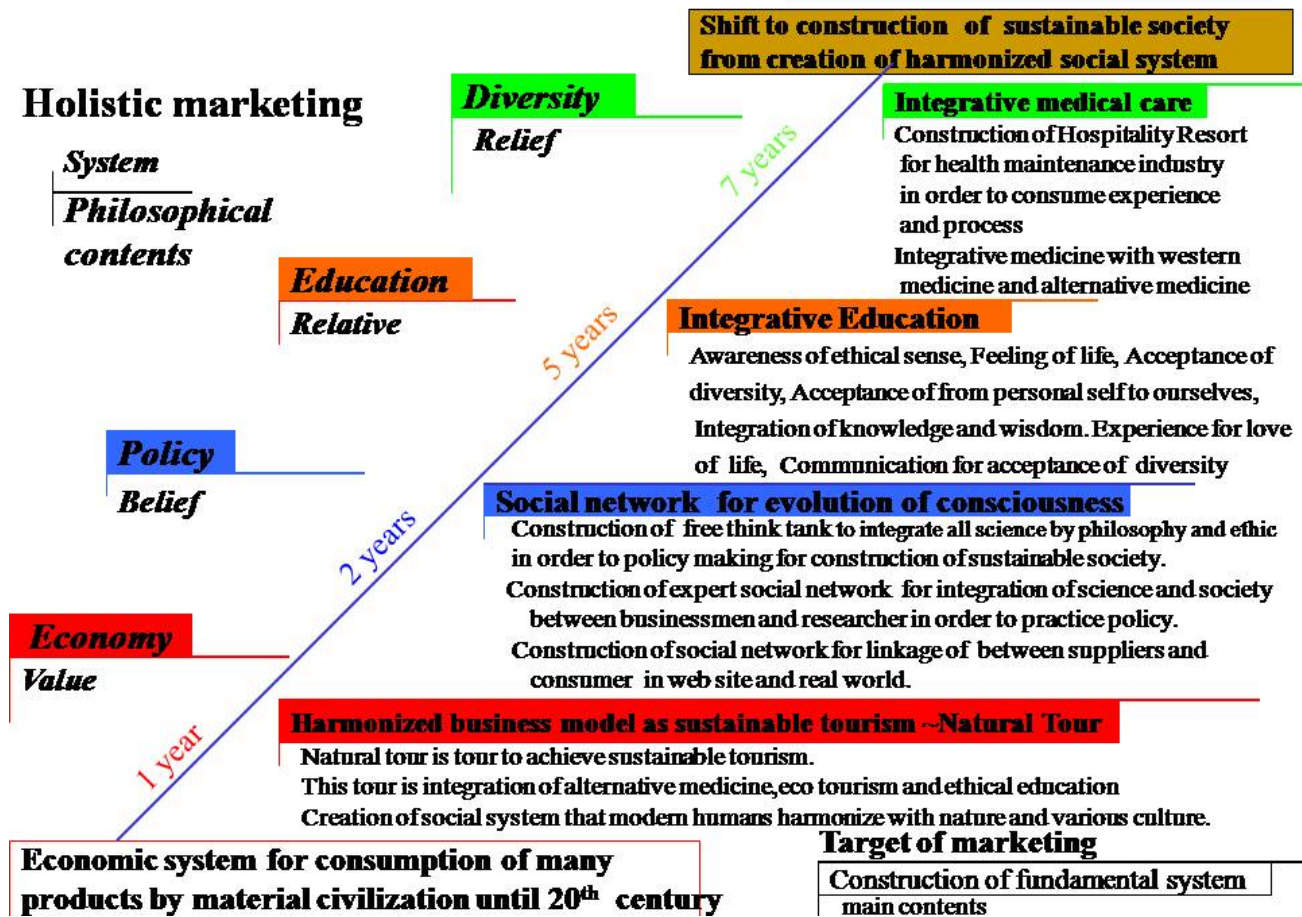 Shift to construction of sustainable society
from creation of harmonized social system
Holistic marketing
System
Philosophical
contents
Diversity
Relief
7 years
Integrative medical care
Construction of Hospitality Resort
for health maintenance industry
in order to consume experience
and process
Integrative medicine with western
medicine and alternative medicine
Education
Relative
5 years
Integrative Education
Awareness of ethical sense, Feeling of life, Acceptance of
diversity, Acceptance of from personal self to ourselves,
Integration of knowledge and wisdom. Experience for love
of life, Communication for acceptance of diversity
Policy
Belief
2 years
Social network for evolution of consciousness
Construction of free think tank to integrate all science by philosophy and ethic
in order to policy making for construction of sustainable society.
Construction of expert social network for integration of science and society
between businessmen and researcher in order to practice policy.
Construction of social network for linkage of between suppliers and
consumer in web site and real world.
Economy
Value
1 year
Harmonized business model as sustainable tourism ~Natural Tour
Natural tour is tour to achieve sustainable tourism.
This tour is integration of alternative medicine,eco tourism and ethical education
Creation of social system that modern humans harmonize with nature and various culture.
Economic system for consumption of many
products by material civilization until 20th century
Target of marketing
Construction of fundamental system
main contents